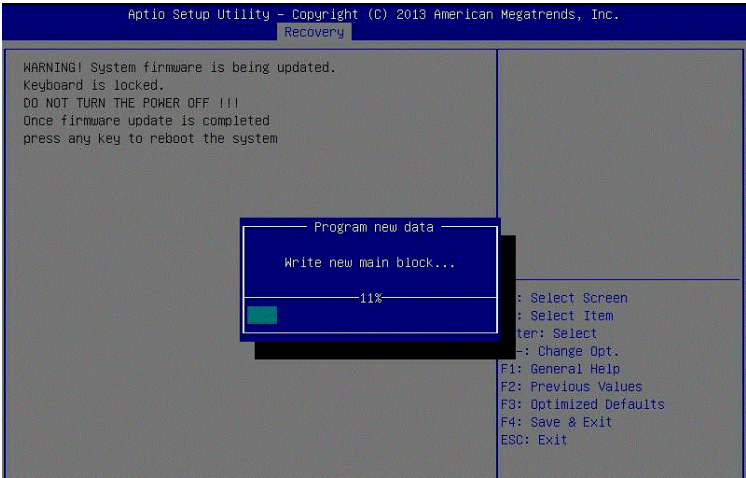 Aptio Setup Utility – Copyright (C) 2013 American Megatrends, Inc.
Recovery
WARNING! System firmware is being updated.
Keyboard is locked.
DO NOT TURN THE POWER OFF !!!
Once firmware update is completed
press any key to reboot the system
Program new data
Write new main block...
11%
: Select Screen
: Select Item
ter: Select
-: Change Opt.
F1: General Help
F2: Previous Values
F3: Optimized Defaults
F4: Save & Exit
ESC: Exit